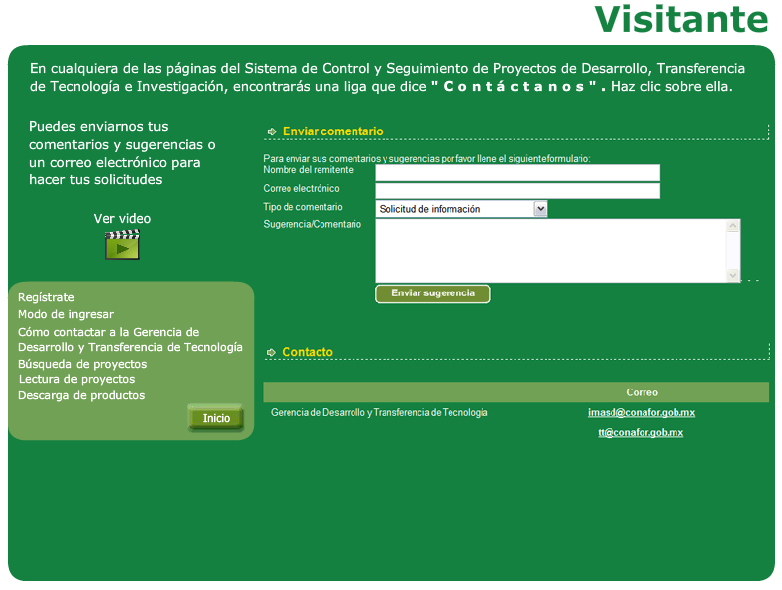 Visitante
En cualquiera de las páginas del Sistema de Control y Seguimiento de Proyectos de Desarrollo, Transferencia
de Tecnología e Investigación, encontrarás una liga que dice "Contáctanos". Haz clic sobre ella.
Puedes enviarnos tus
comentarios y sugerencias o
un correo electrónico para
hacer tus solicitudes
Ver video
Regístrate
Modo de ingresar
Cómo contactar a la Gerencia de
Desarrollo y Transferencia de Tecnología
Búsqueda de proyectos
Lectura de proyectos
Descarga de productos
Inicio
Enviar comentario
Para enviar sus comentarios y sugerencias por favor llene el siguiente formulario:
Nombre del remitente
Correo electrónico
Tipo de comentario
Solicitud de información
Sugerencia/Comentario
Enviar sugerencia
Contacto
Correo
Gerencia de Desarrollo y Transferencia de Tecnología
imasd@conafor.gob.mx
tt@conafor.gob.mx